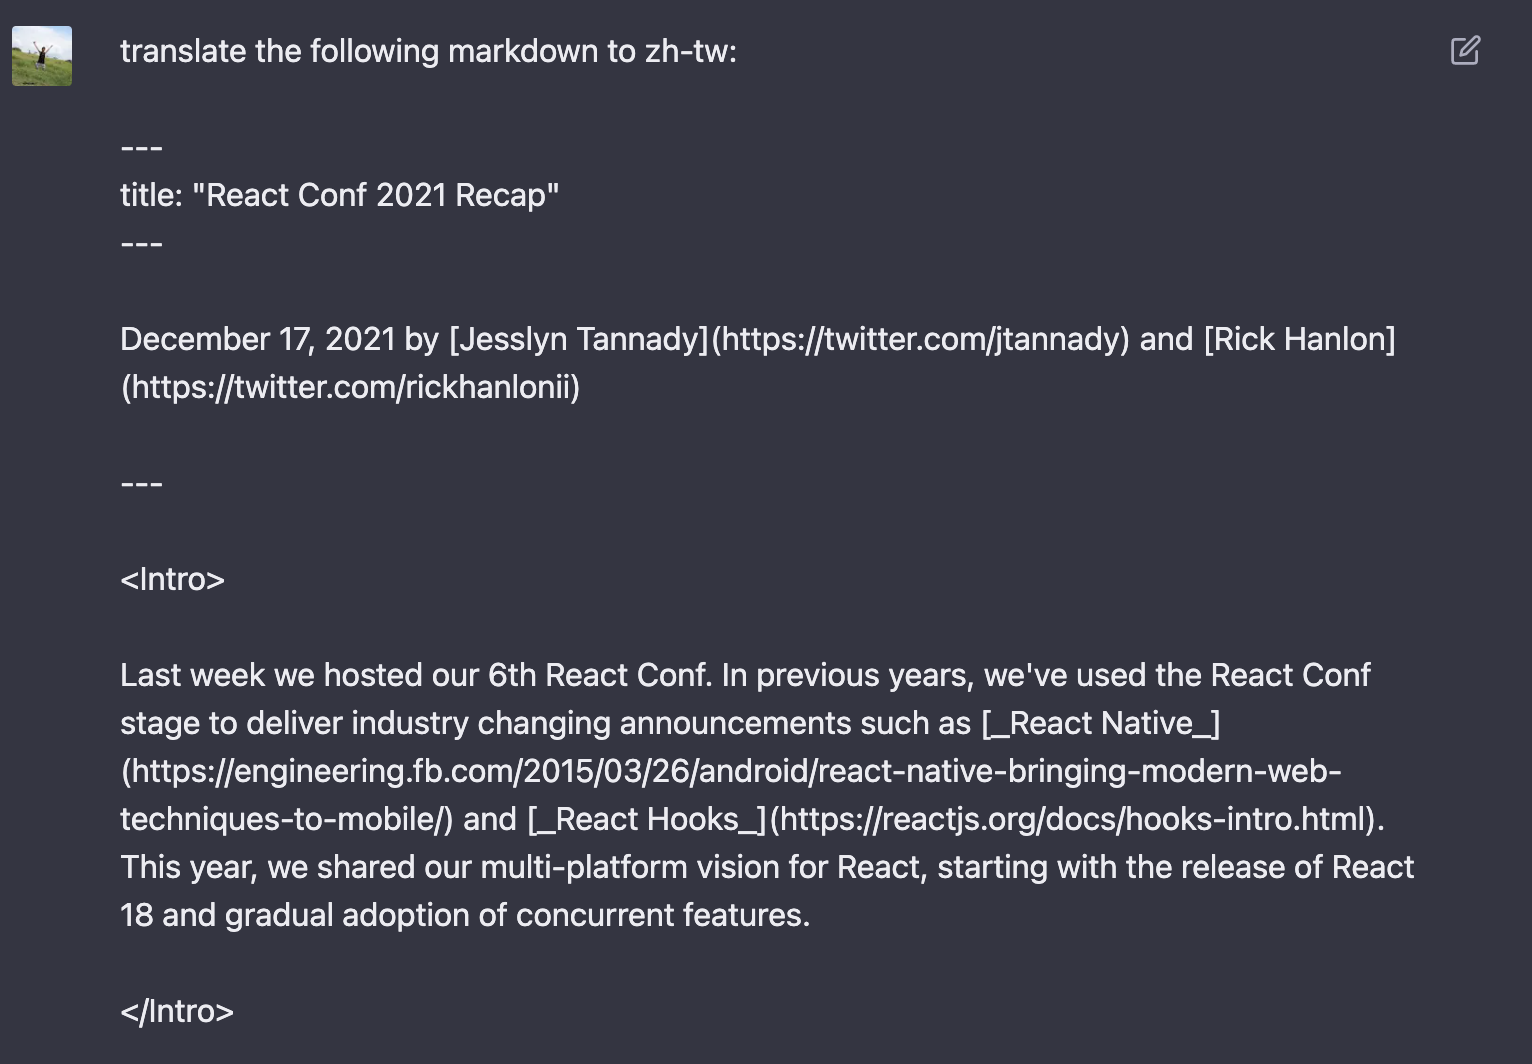 translate the following markdown to zh-tw:
---
title: "React Conf 2021 Recap"
---
December 17, 2021 by [Jesslyn Tannady](https://twitter.com/jtannady) and [Rick Hanlon]
(https://twitter.com/rickhanlonii)
---
<Intro>
Last week we hosted our 6th React Conf. In previous years, we've used the React Conf
stage to deliver industry changing announcements such as [_React Native_]
(https://engineering.fb.com/2015/03/26/android/react-native-bringing-modern-web-
techniques-to-mobile/) and [_React Hooks_](https://reactjs.org/docs/hooks-intro.html).
This year, we shared our multi-platform vision for React, starting with the release of React
18 and gradual adoption of concurrent features.
</Intro>